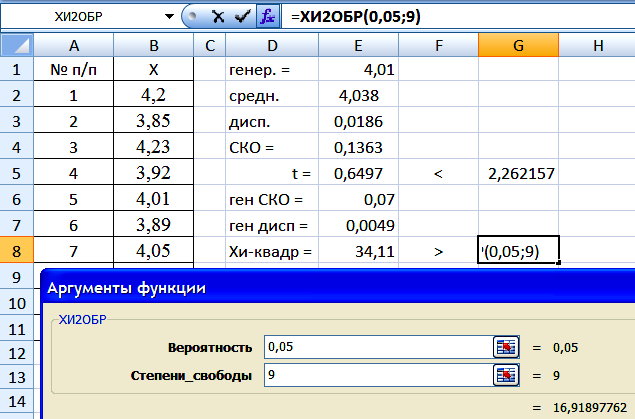 ХИ2ОБР =ХИ2ОБР(0,05;9)
A B C D E F G H
1 № п/п X генер. = 4,01
2 1 4,2 средн. 4,038
3 2 3,85 дисп. 0,0186
4 3 4,23 СКО = 0,1363
5 4 3,92 t = 0,6497 < 2,262157
6 5 4,01 ген СКО = 0,07
7 6 3,89 ген дисп = 0,0049
8 7 4,05 Хи-квадр = 34,11 > (0,05;9)
9
10 Аргументы функции
11 ХИ2ОБР
12 Вероятность 0,05 = 0,05
13 Степени_свободы 9 = 9
14 = 16,91897762